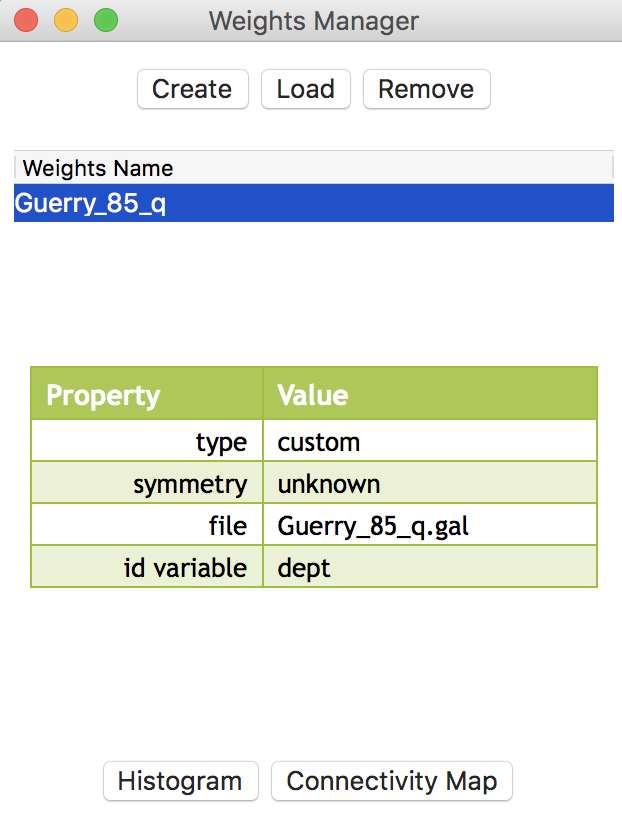 Weights Manager
Create Load Remove
Weights Name
Guerry_85_q
Property Value
type custom
symmetry unknown
file Guerry_85_q.gal
id variable dept
Histogram Connectivity Map